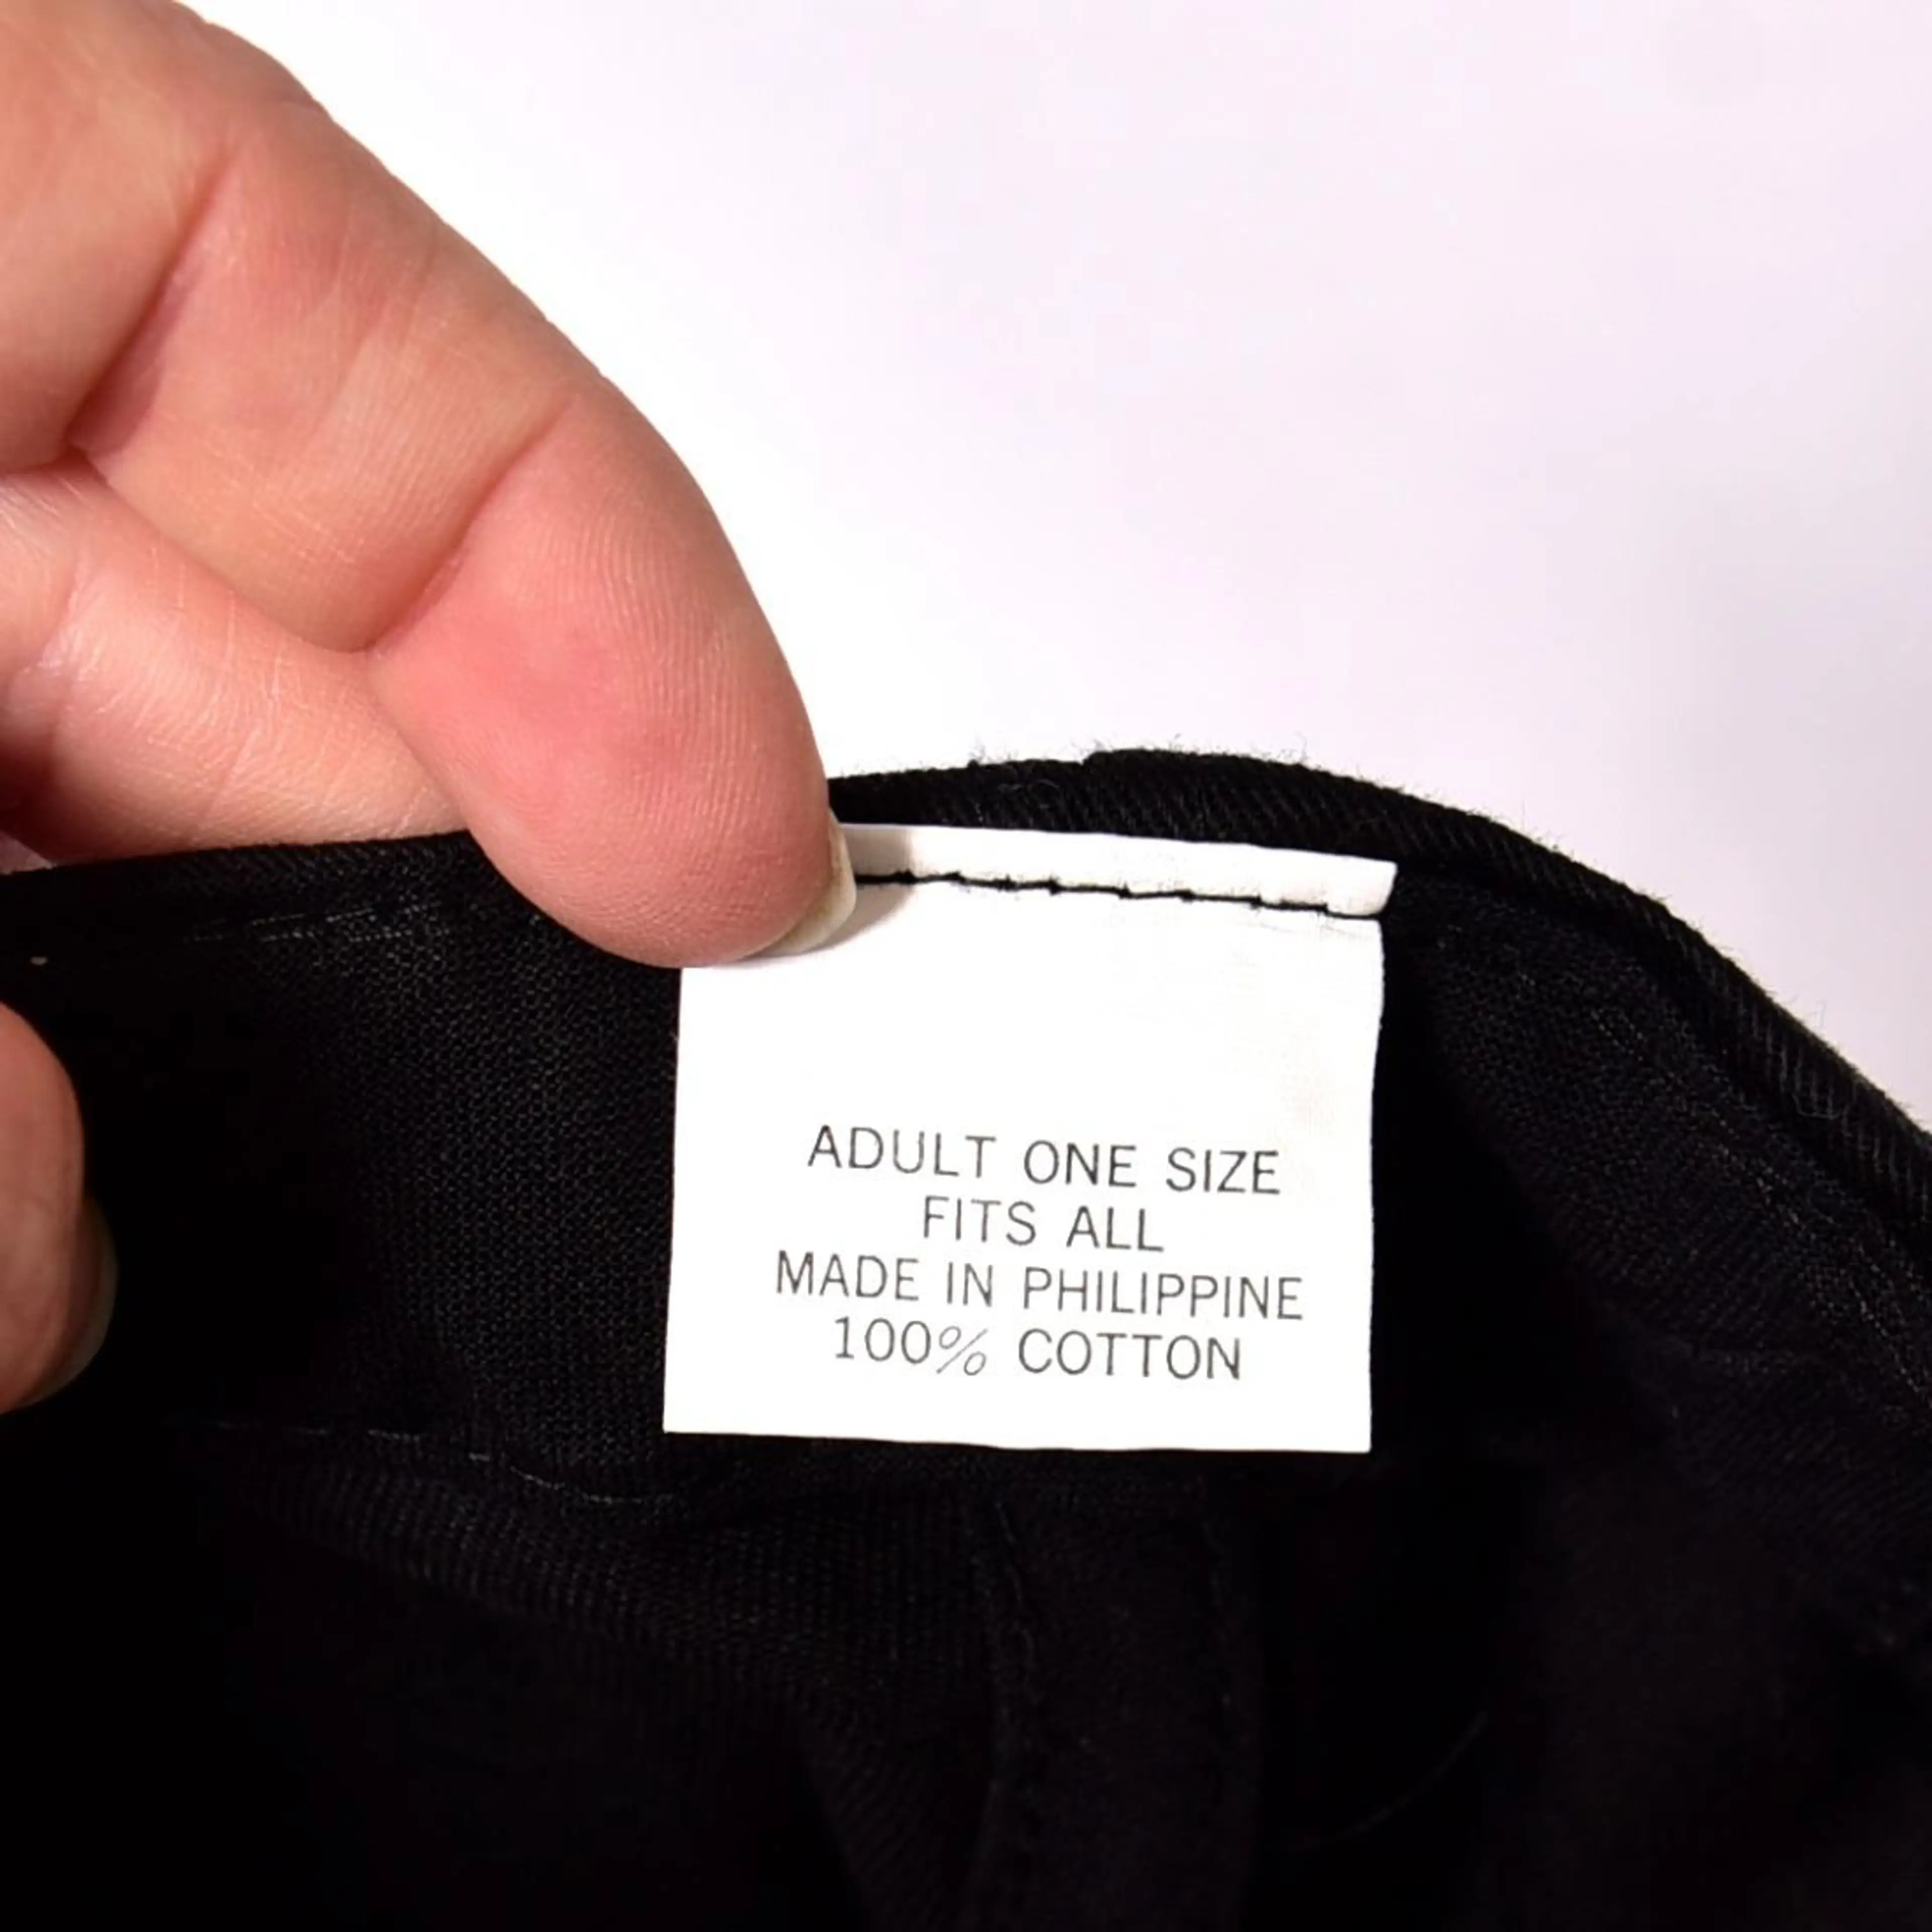 ADULT ONE SIZE
FITS ALL
MADE IN PHILIPPINE
100% COTTON